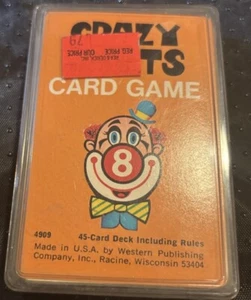 CRAZY
CARD GAME
8
4909 45-Card Deck Including Rules
Made in U.S.A. by Western Publishing
Company, Inc., Racine, Wisconsin 53404